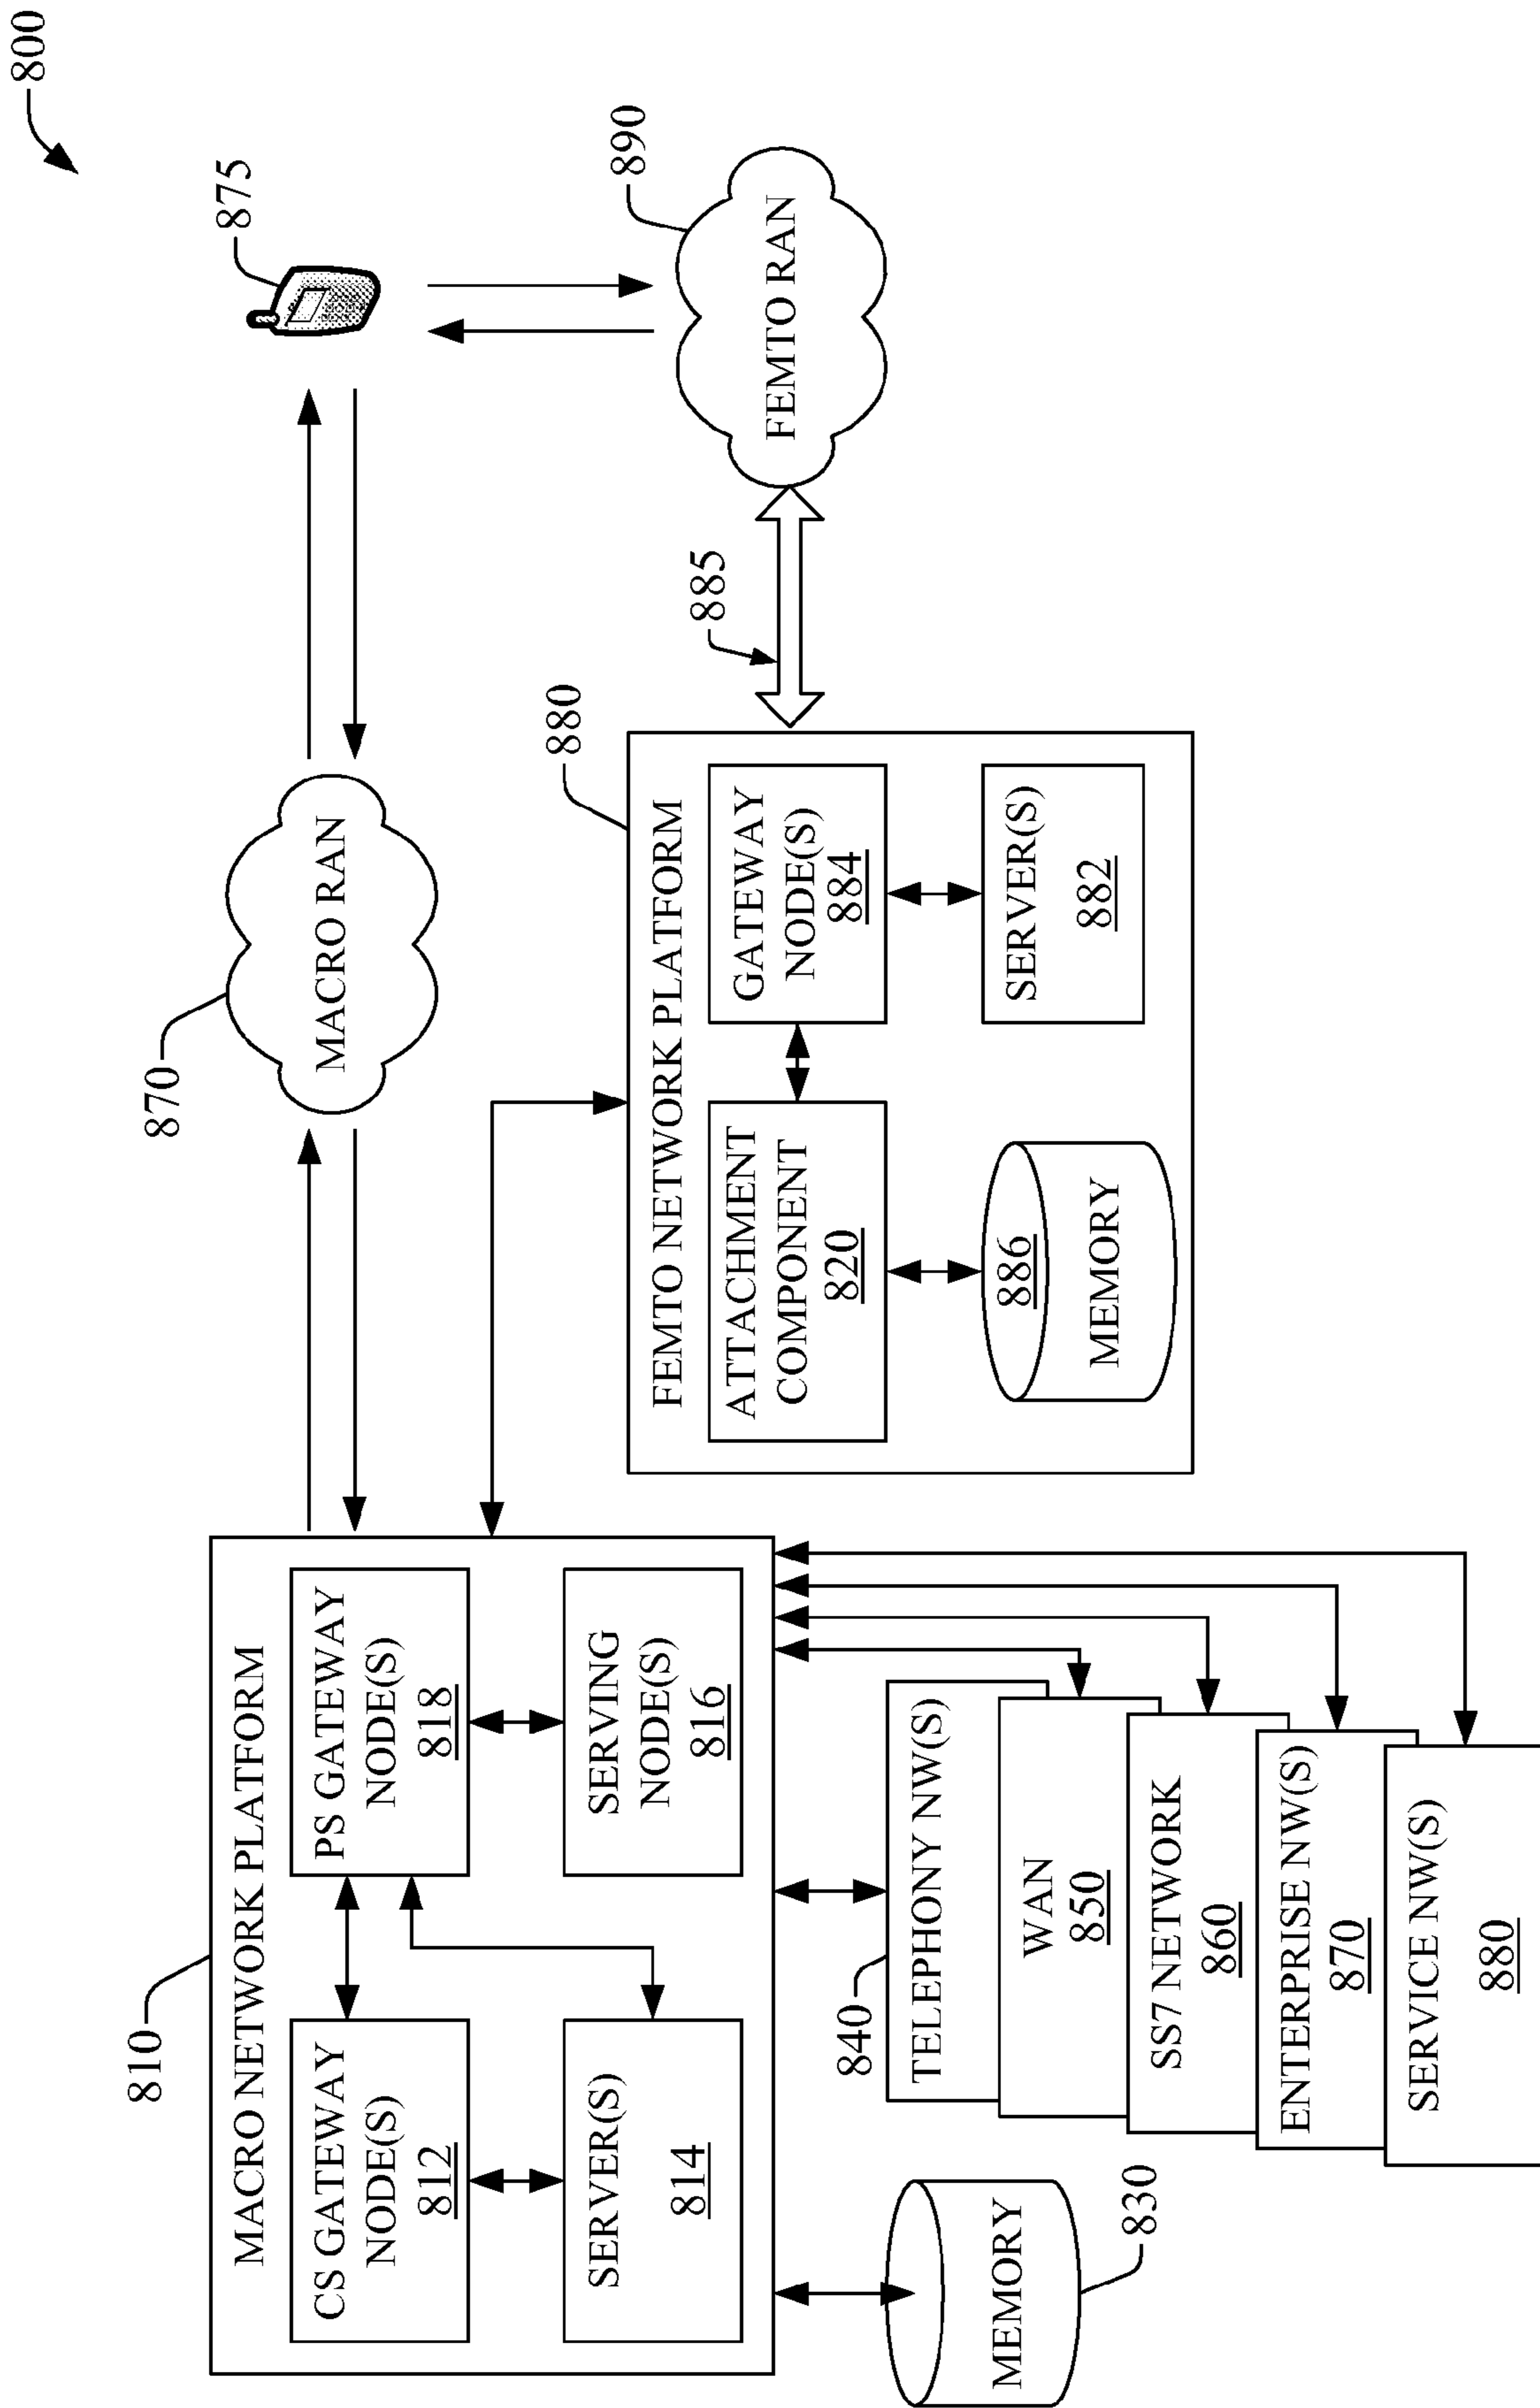 800
875
870
MACRO RAN
890
FEMTO RAN
885
810
MACRO NETWORK PLATFORM
CS GATEWAY
NODE(S)
812
PS GATEWAY
NODE(S)
818
SERVER(S)
814
SERVING
NODE(S)
816
880
FEMTO NETWORK PLATFORM
ATTACHMENT
COMPONENT
820
GATEWAY
NODE(S)
884
886
MEMORY
SERVER(S)
882
MEMORY
830
840
TELEPHONY NW(S)
WAN
850
SS7 NETWORK
860
ENTERPRISE NW(S)
870
SERVICE NW(S)
880